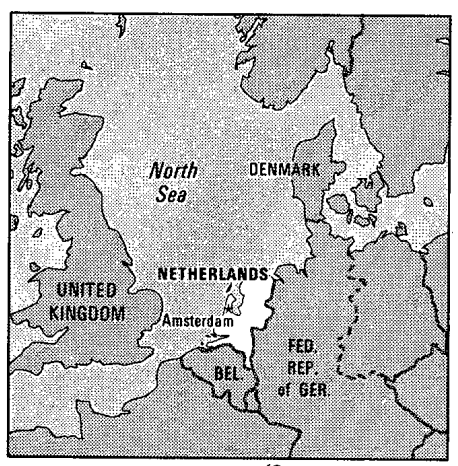 North
Sea
DENMARK
NETHERLANDS
UNITED
KINGDOM
Amsterdam
FED.
REP.
of GER.
BEL.